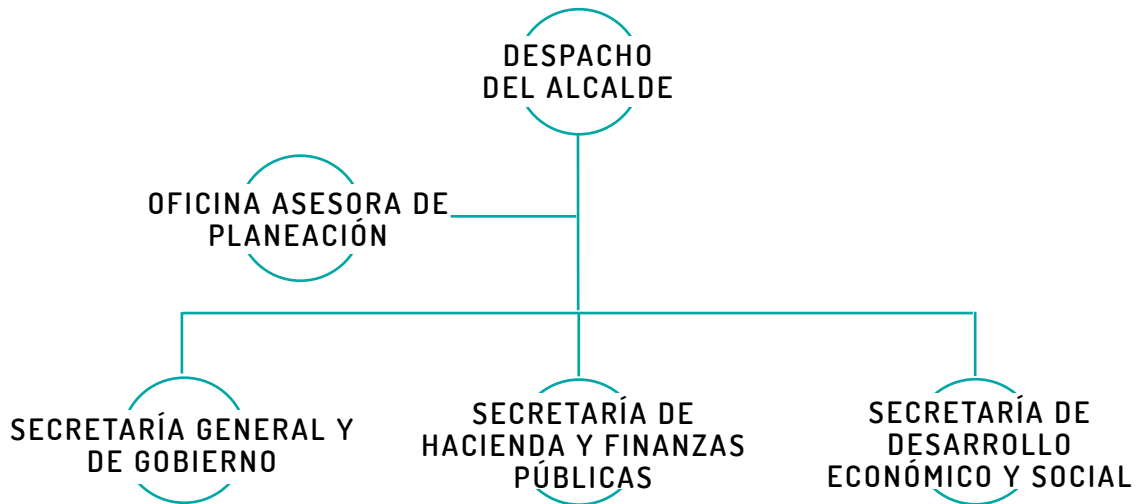 DESPACHO
DEL ALCALDE
OFICINA ASESORA DE
PLANEACIÓN
SECRETARÍA GENERAL Y
DE GOBIERNO
SECRETARÍA DE
HACIENDA Y FINANZAS
PÚBLICAS
SECRETARÍA DE
DESARROLLO
ECONÓMICO Y SOCIAL